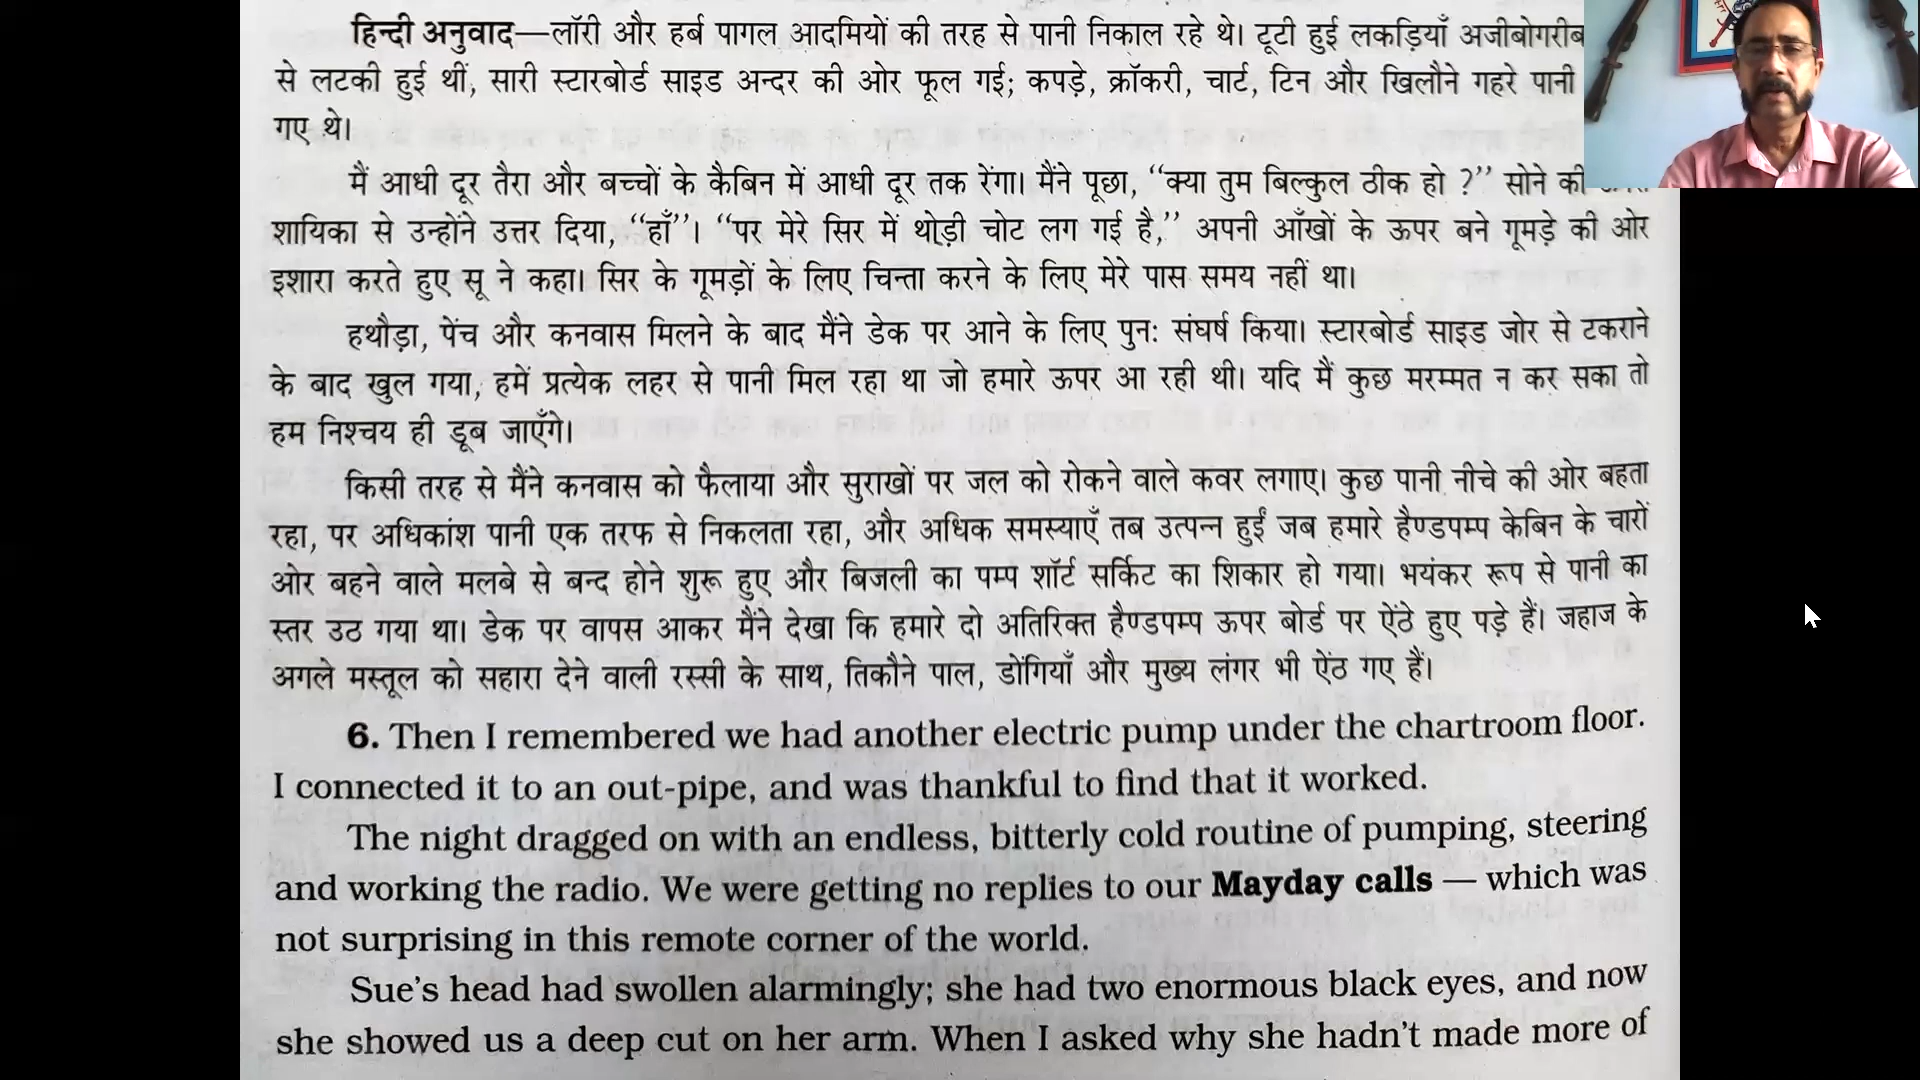 हिन्दी अनुवाद—लॉरी और हर्ब पागल आदमियों की तरह से पानी निकाल रहे थे। टूटी हुई लकड़ियाँ अजीबोगरीब
से लटकी हुई थीं, सारी स्टारबोर्ड साइड अन्दर की ओर फूल गई; कपड़े, क्रॉकरी, चार्ट, टिन और खिलौने गहरे पानी
गए थे।
मैं आधी दूर तैरा और बच्चों के कैबिन में आधी दूर तक रेंगा। मैंने पूछा, “क्या तुम बिल्कुल ठीक हो ?” सोने की
शायिका से उन्होंने उत्तर दिया, “हाँ”। “पर मेरे सिर में थोड़ी चोट लग गई है,” अपनी आँखों के ऊपर बने गूमड़े की ओर
इशारा करते हुए सू ने कहा। सिर के गूमड़ों के लिए चिन्ता करने के लिए मेरे पास समय नहीं था।
हथौड़ा, पेंच और कनवास मिलने के बाद मैंने डेक पर आने के लिए पुनः संघर्ष किया। स्टारबोर्ड साइड जोर से टकराने
के बाद खुल गया, हमें प्रत्येक लहर से पानी मिल रहा था जो हमारे ऊपर आ रही थी। यदि मैं कुछ मरम्मत न कर सका तो
हम निश्चय ही डूब जाएँगे।
किसी तरह से मैंने कनवास को फैलाया और सुराखों पर जल को रोकने वाले कवर लगाए। कुछ पानी नीचे की ओर बहता
रहा, पर अधिकांश पानी एक तरफ से निकलता रहा, और अधिक समस्याएँ तब उत्पन्न हुईं जब हमारे हैण्डपम्प केबिन के चारों
ओर बहने वाले मलबे से बन्द होने शुरू हुए और बिजली का पम्प शॉर्ट सर्किट का शिकार हो गया। भयंकर रूप से पानी का
स्तर उठ गया था। डेक पर वापस आकर मैंने देखा कि हमारे दो अतिरिक्त हैण्डपम्प ऊपर बोर्ड पर ऐंठे हुए पड़े हैं। जहाज के
अगले मस्तूल को सहारा देने वाली रस्सी के साथ, तिकौने पाल, डोंगियाँ और मुख्य लंगर भी ऐंठ गए हैं।
6. Then I remembered we had another electric pump under the chartroom floor.
I connected it to an out-pipe, and was thankful to find that it worked.
The night dragged on with an endless, bitterly cold routine of pumping, steering
and working the radio. We were getting no replies to our Mayday calls — which was
not surprising in this remote corner of the world.
Sue’s head had swollen alarmingly; she had two enormous black eyes, and now
she showed us a deep cut on her arm. When I asked why she hadn’t made more of